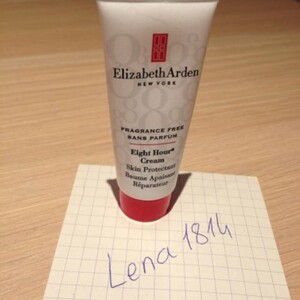 Elizabeth Arden
NEW YORK
FRAGRANCE FREE
SANS PARFUM
Eight Hour®
Cream
Skin Protectant
Baume Apaisant
Réparateur
Lena 1814